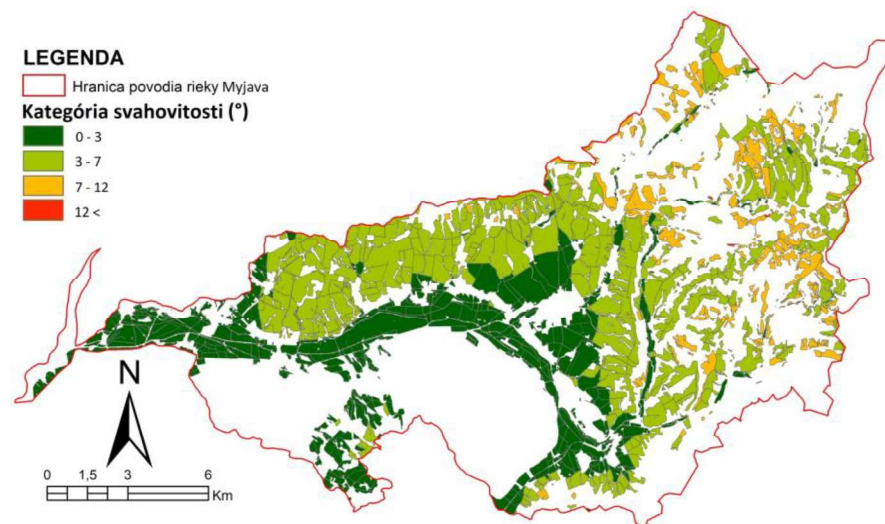 LEGENDA
Hranica povodia rieky Myjava
Kategória svahovitosti (°)
0 - 3
3 - 7
7 - 12
12 <
N
0 1,5 3 6
Km